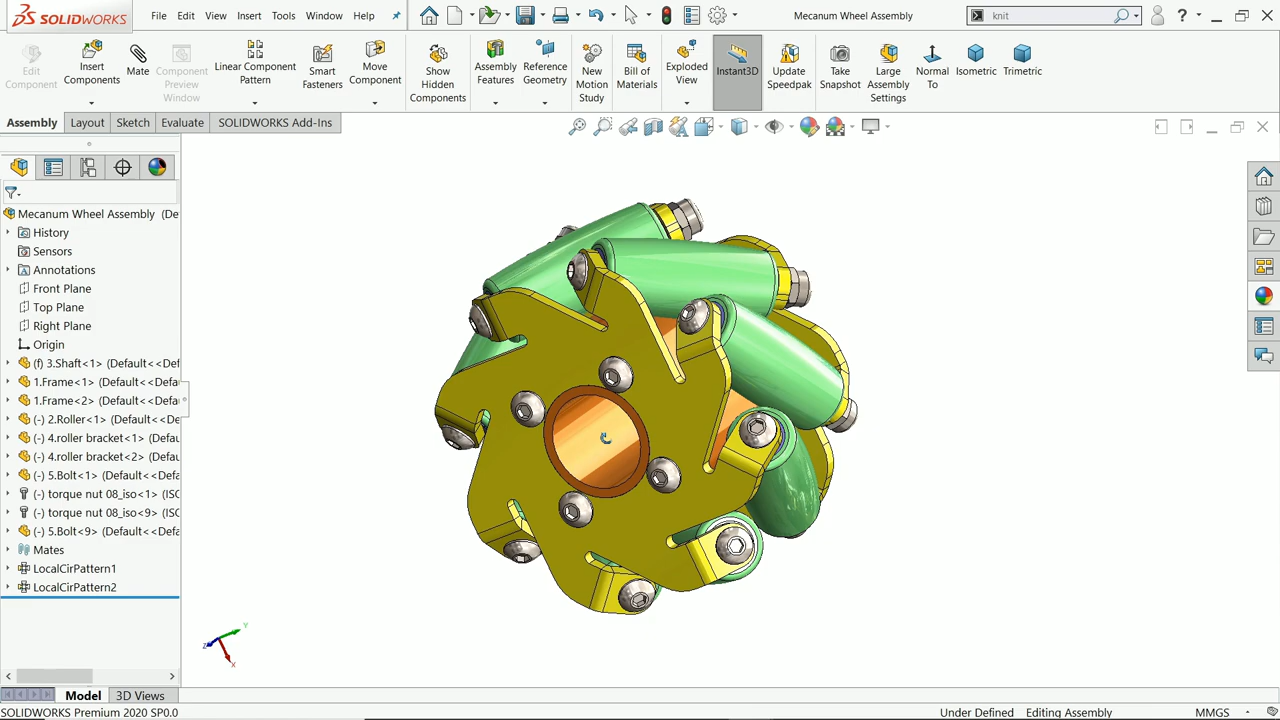 SOLIDWORKS
File Edit View Insert Tools Window Help
Mecanum Wheel Assembly
knit
Edit Component
Insert Components
Mate
Component Preview Window
Linear Component Pattern
Smart Fasteners
Move Component
Show Hidden Components
Assembly Features
Reference Geometry
New Motion Study
Bill of Materials
Exploded View
Instant3D
Update Speedpak
Take Snapshot
Large Assembly Settings
Normal To
Isometric
Trimetric
Assembly Layout Sketch Evaluate SOLIDWORKS Add-Ins
Mecanum Wheel Assembly (De
History
Sensors
Annotations
Front Plane
Top Plane
Right Plane
Origin
(f) 3.Shaft<1> (Default<<Def
1.Frame<1> (Default<<Defa
1.Frame<2> (Default<<Defa
(-) 2.Roller<1> (Default<<De
(-) 4.roller bracket<1> (Defau
(-) 4.roller bracket<2> (Defau
(-) 5.Bolt<1> (Default<<Defa
(-) torque nut 08_iso<1> (ISO
(-) torque nut 08_iso<9> (ISO
(-) 5.Bolt<9> (Default<<Defa
Mates
LocalCirPattern1
LocalCirPattern2
Y
Z
X
Model 3D Views
SOLIDWORKS Premium 2020 SP0.0
Under Defined Editing Assembly MMGS